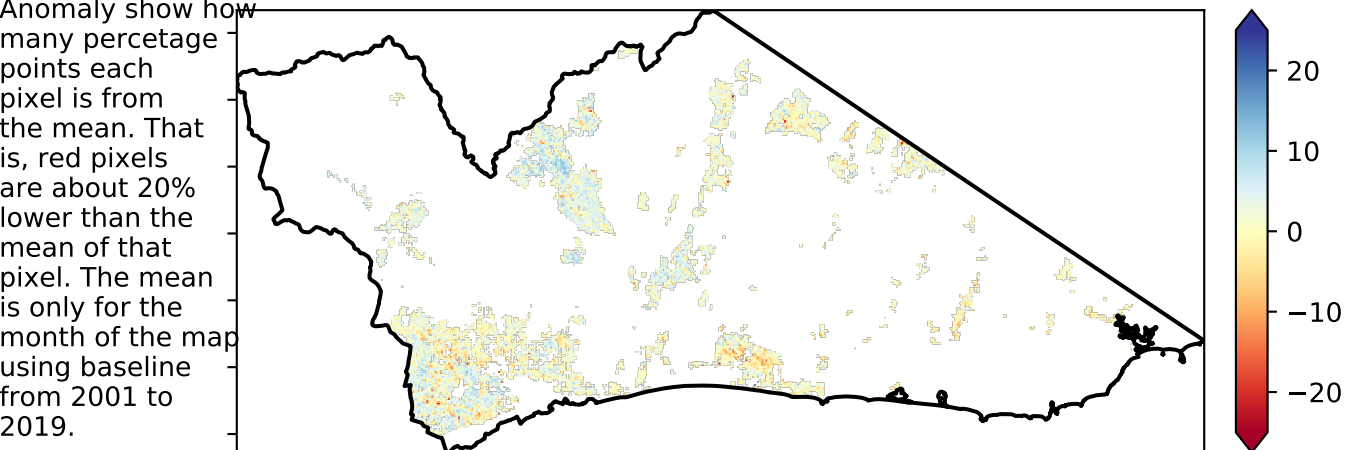 Anomaly show how
many percetage
points each
pixel is from
the mean. That
is, red pixels
are about 20%
lower than the
mean of that
pixel. The mean
is only for the
month of the map
using baseline
from 2001 to
2019.
20
10
0
−10
−20